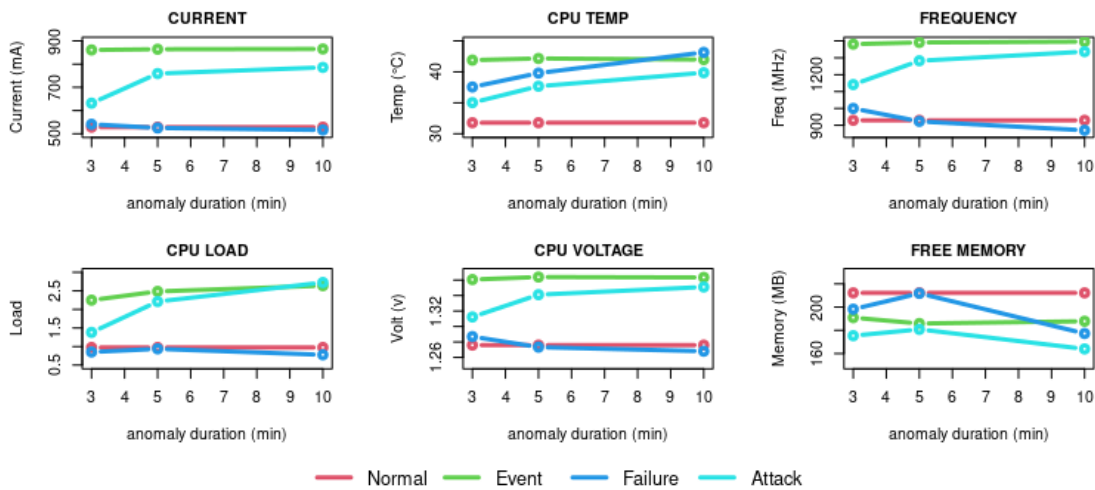 CURRENT
CPU TEMP
FREQUENCY
Current (mA)
500 700 900
3 4 5 6 7 8 9 10
anomaly duration (min)
Temp (°C)
30 40
3 4 5 6 7 8 9 10
anomaly duration (min)
Freq (MHz)
900 1200
3 4 5 6 7 8 9 10
anomaly duration (min)
CPU LOAD
CPU VOLTAGE
FREE MEMORY
Load
0.5 1.5 2.5
3 4 5 6 7 8 9 10
anomaly duration (min)
Volt (v)
1.26 1.32
3 4 5 6 7 8 9 10
anomaly duration (min)
Memory (MB)
160 200
3 4 5 6 7 8 9 10
anomaly duration (min)
Normal Event Failure Attack